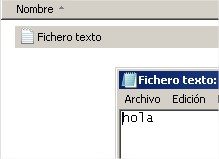 Nombre
Fichero texto
Fichero texto:
Archivo Edición
hola